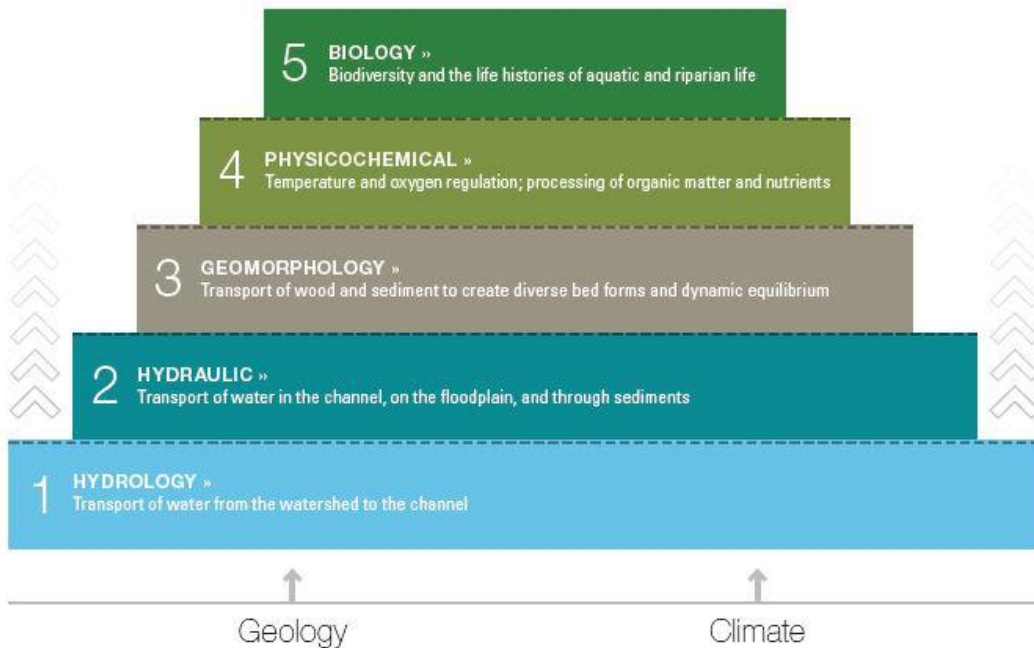 5 BIOLOGY »
Biodiversity and the life histories of aquatic and riparian life
4 PHYSICOCHEMICAL »
Temperature and oxygen regulation; processing of organic matter and nutrients
3 GEOMORPHOLOGY »
Transport of wood and sediment to create diverse bed forms and dynamic equilibrium
2 HYDRAULIC »
Transport of water in the channel, on the floodplain, and through sediments
1 HYDROLOGY »
Transport of water from the watershed to the channel
Geology
Climate